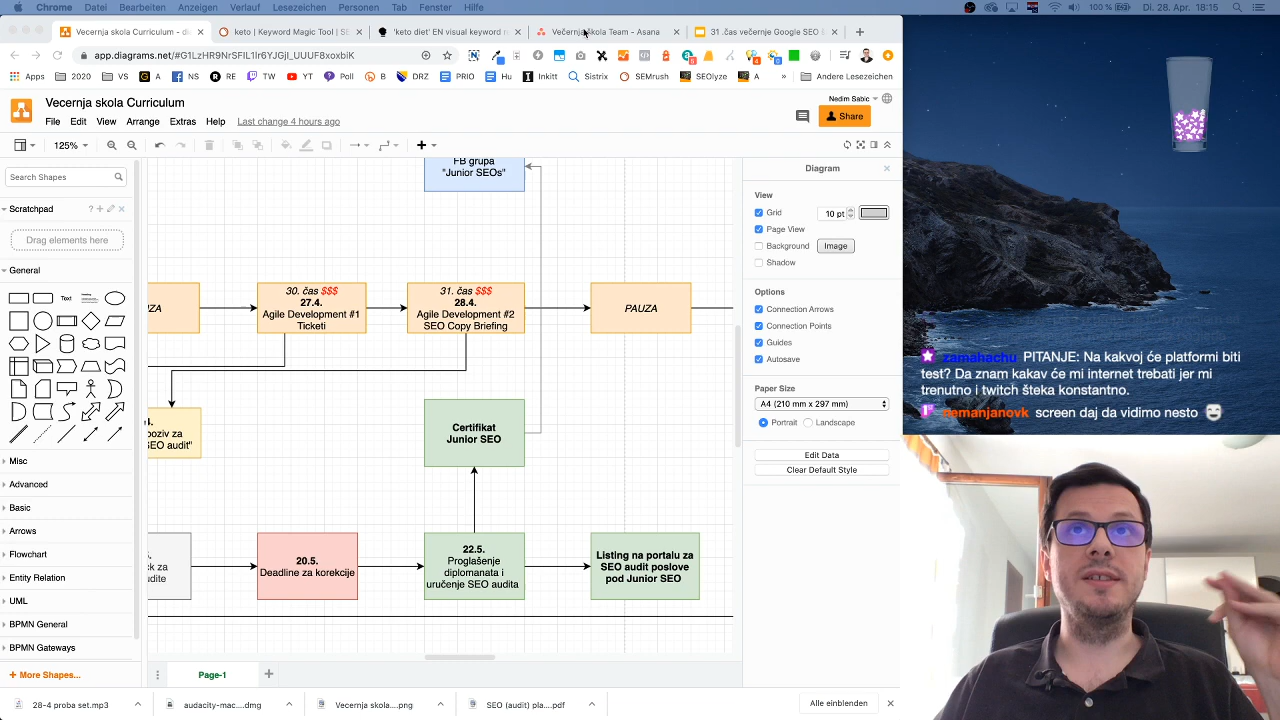 Chrome Datei Bearbeiten Verlauf Lesezeichen Personen Tab Fenster Hilfe
100 % Di. 28. Apr. 18:15
Vecernja skola Curriculum - d
keto | Keyword Magic Tool | SE
'keto diet' EN visual keyword r
Večernja škola Team - Asana
31 .čas večernje Google SEO Š
app.diagrams.net/#G1LzHR9NrSFIL1Ir6YJGjI_UUUF8xoxbiK
Apps 2020 VS G A FK NS RE TW YT Poll B DRZ PRIO HR Inkitt Sistrix SEMrush SEOlyze A » Andere Lesezeichen
Vecernja skola Curriculum
Nedim Sabic
File Edit Arrange Extras Help Last change 4 hours ago
Share
125%
Search Shapes
Scratchpad
Drag elements here
General
Text
Misc
Advanced
Basic
Arrows
Flowchart
Entity Relation
UML
BPMN General
BPMN Gateways
+ More Shapes...
FB grupa
"Junior SEOs"
30. čas $$$
27.4.
Agile Development #1
Ticketi
31. čas $$$
28.4.
Agile Development #2
SEO Copy Briefing
PAUZA
Certifikat
Junior SEO
20.5.
Deadline za korekcije
22.5.
Proglašenje
diplomanata i
uručenje SEO audita
Listing na portalu za
SEO audit poslove
pod Junior SEO
Page-1
Diagram
View
Grid 10 pt
Page View
Background Image
Shadow
Options
Connection Arrows
Connection Points
Guides
Autosave
Paper Size
A4 (210 mm x 297 mm)
Portrait Landscape
Edit Data
Clear Default Style
28-4 proba set.mp3
audacity-mac....dmg
Vecernja skola....png
SEO (audit) pla....pdf
Alle einblenden
zamahachu PITANJE: Na kakvoj će platformi biti
test? Da znam kakav će mi internet trebati jer mi
trenutno i twitch šteka konstantno.
nemanjanovk screen daj da vidimo nesto